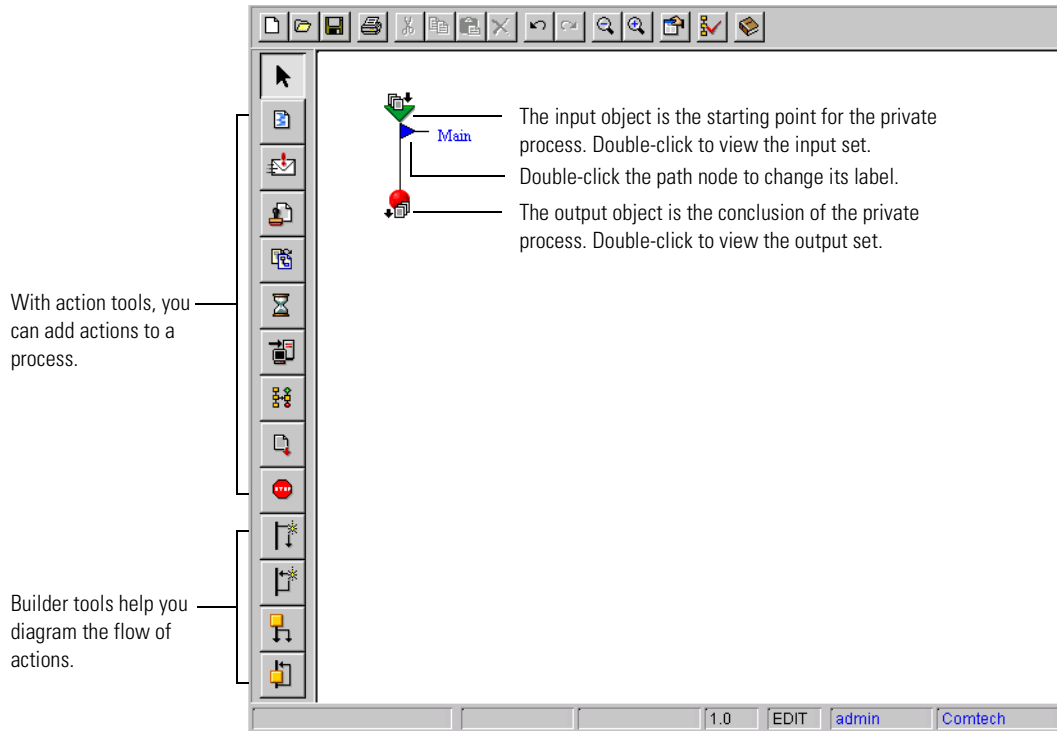 The input object is the starting point for the private
process. Double-click to view the input set.
Main
Double-click the path node to change its label.
The output object is the conclusion of the private
process. Double-click to view the output set.
With action tools, you
can add actions to a
process.
STOP
Builder tools help you
diagram the flow of
actions.
1.0
EDIT
admin
Comtech